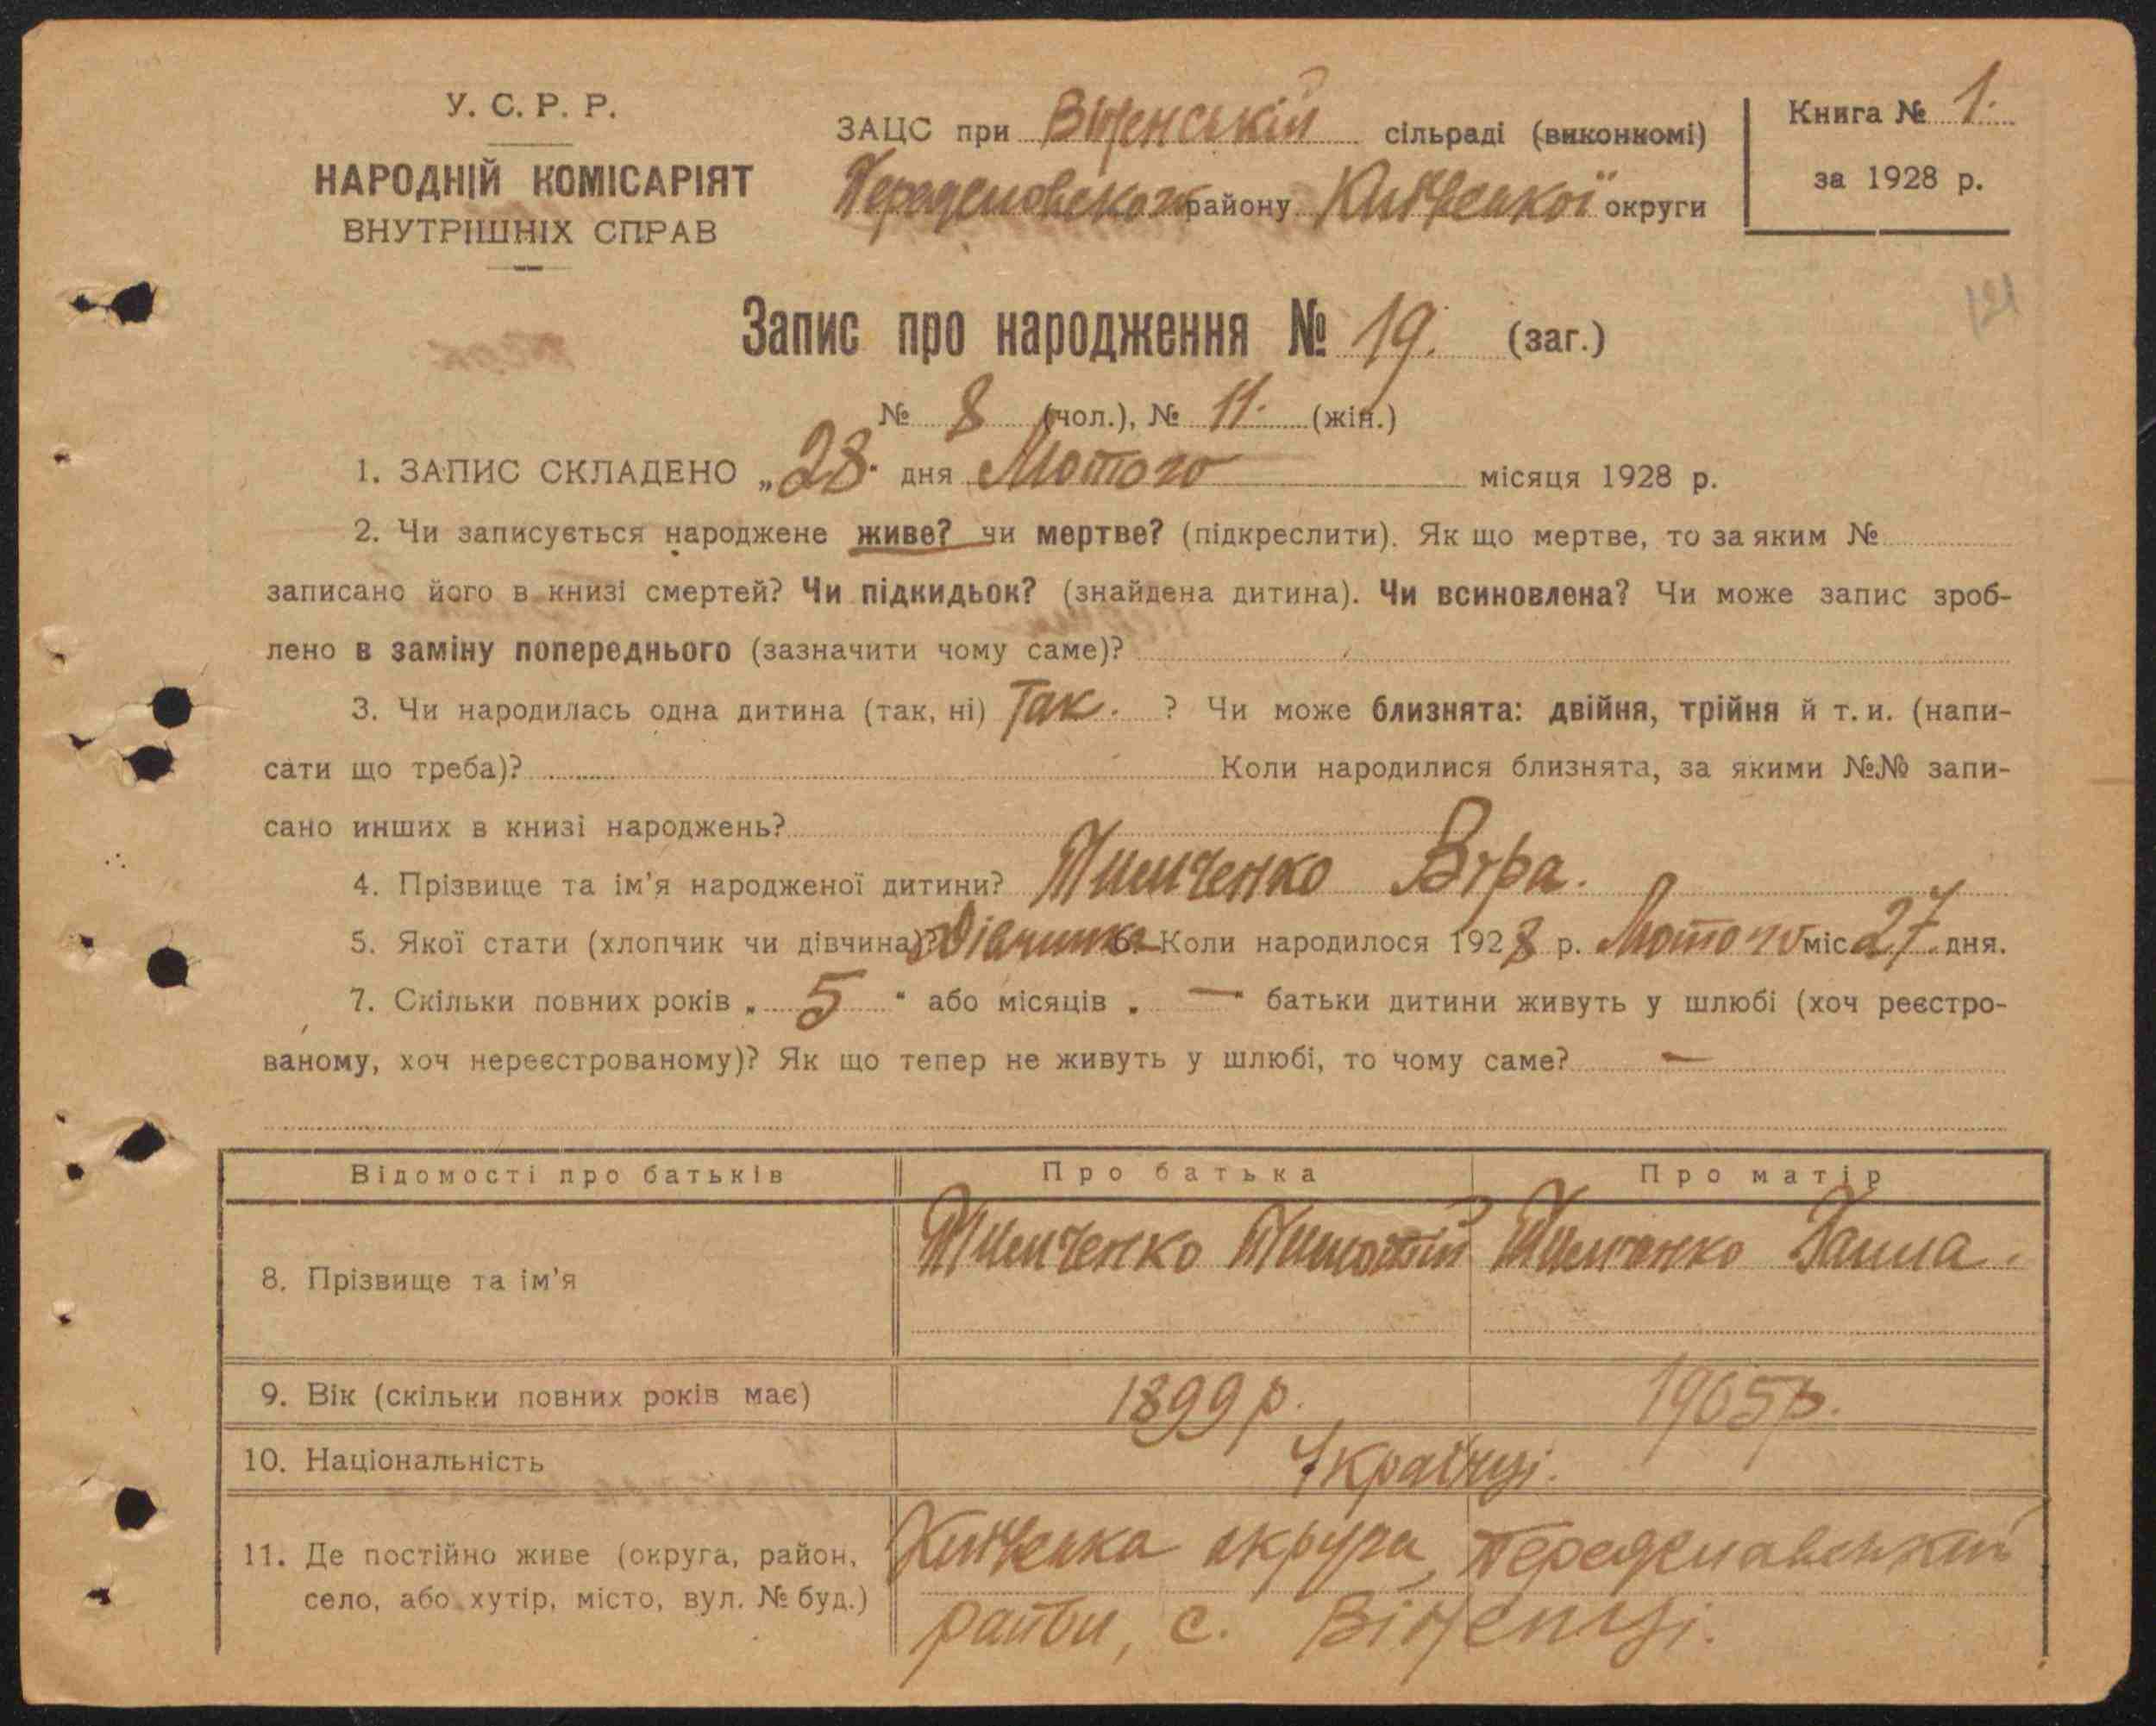 У. С. Р. Р.
НАРОДНІЙ КОМІСАРІЯТ
ВНУТРІШНІХ СПРАВ
ЗАЦС при сільраді (виконкомі)
району Київської округи
Книга № 1.
за 1928 р.
121
Запис про народження № 19. (заг.)
№ 8 (чол.), № 11. (жін.)
1. ЗАПИС СКЛАДЕНО „28. дня Лютого місяця 1928 р.
2. Чи записується народжене живе? чи мертве? (підкреслити). Як що мертве, то за яким №
записано його в книзі смертей? Чи підкидьок? (знайдена дитина). Чи всиновлена? Чи може запис зроб-
лено в заміну попереднього (зазначити чому саме)?
3. Чи народилась одна дитина (так, ні) Так. ? Чи може близнята: двійня, трійня й т. и. (напи-
сати що треба)? Коли народилися близнята, за якими №№ запи-
сано инших в книзі народжень?
4. Прізвище та ім'я народженої дитини? Тимченко Віра.
5. Якої стати (хлопчик чи дівчина)? Дівчинка 6. Коли народилося 1928 р. Лютого міс. 27. дня.
7. Скільки повних років „ 5 " або місяців „ — " батьки дитини живуть у шлюбі (хоч реєстро-
ваному, хоч нереєстрованому)? Як що тепер не живуть у шлюбі, то чому саме? —
Відомості про батьків Про батька Про матір
8. Прізвище та ім'я Тимченко Тимотій Тимченко Ганна.
9. Вік (скільки повних років має) 1899 р. 1905 р.
10. Національність Українці.
11. Де постійно живе (округа, район, Київська округа, Переяславський
село, або хутір, місто, вул. № буд.) район, с.